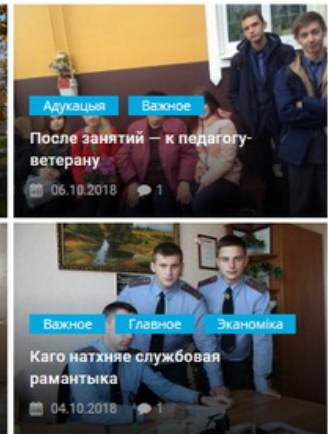 Адукацыя Важное
После занятий — к педагогу-
ветерану
06.10.2018 1
Важное Главное Эканоміка
Каго натхняе службовая
рамантыка
04.10.2018 1